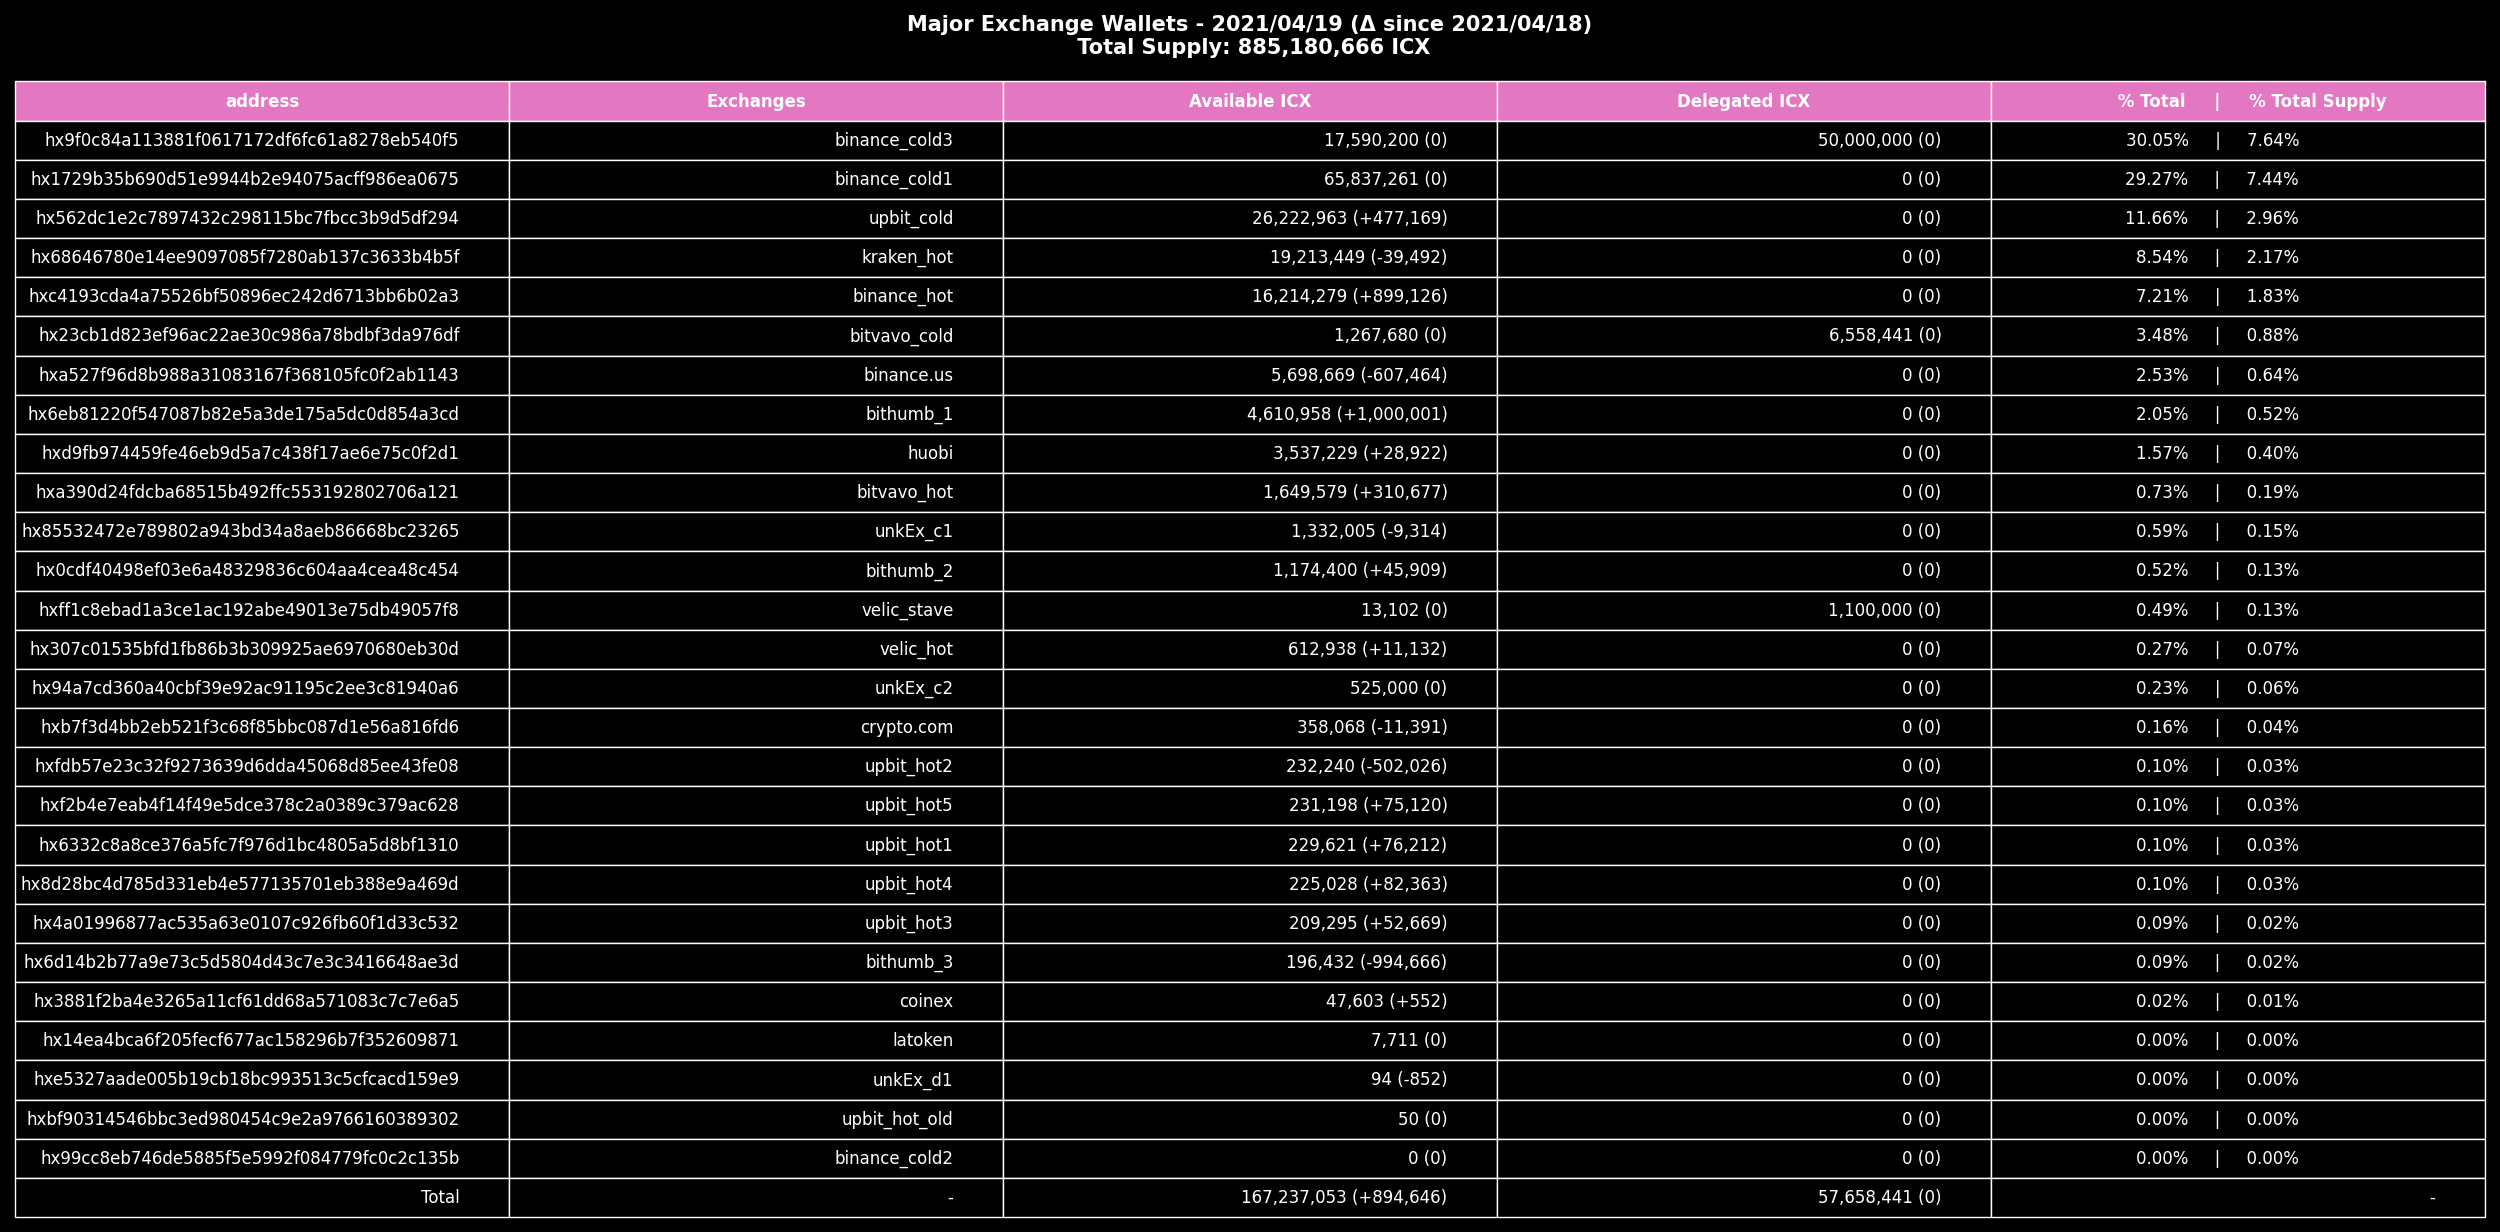 Major Exchange Wallets - 2021/04/19 (Δ since 2021/04/18)
Total Supply: 885,180,666 ICX
address Exchanges Available ICX Delegated ICX % Total | % Total Supply
hx9f0c84a113881f0617172df6fc61a8278eb540f5 binance_cold3 17,590,200 (0) 50,000,000 (0) 30.05% | 7.64%
hx1729b35b690d51e9944b2e94075acff986ea0675 binance_cold1 65,837,261 (0) 0 (0) 29.27% | 7.44%
hx562dc1e2c7897432c298115bc7fbcc3b9d5df294 upbit_cold 26,222,963 (+477,169) 0 (0) 11.66% | 2.96%
hx68646780e14ee9097085f7280ab137c3633b4b5f kraken_hot 19,213,449 (-39,492) 0 (0) 8.54% | 2.17%
hxc4193cda4a75526bf50896ec242d6713bb6b02a3 binance_hot 16,214,279 (+899,126) 0 (0) 7.21% | 1.83%
hx23cb1d823ef96ac22ae30c986a78bdbf3da976df bitvavo_cold 1,267,680 (0) 6,558,441 (0) 3.48% | 0.88%
hxa527f96d8b988a31083167f368105fc0f2ab1143 binance.us 5,698,669 (-607,464) 0 (0) 2.53% | 0.64%
hx6eb81220f547087b82e5a3de175a5dc0d854a3cd bithumb_1 4,610,958 (+1,000,001) 0 (0) 2.05% | 0.52%
hxd9fb974459fe46eb9d5a7c438f17ae6e75c0f2d1 huobi 3,537,229 (+28,922) 0 (0) 1.57% | 0.40%
hxa390d24fdcba68515b492ffc553192802706a121 bitvavo_hot 1,649,579 (+310,677) 0 (0) 0.73% | 0.19%
hx85532472e789802a943bd34a8aeb86668bc23265 unkEx_c1 1,332,005 (-9,314) 0 (0) 0.59% | 0.15%
hx0cdf40498ef03e6a48329836c604aa4cea48c454 bithumb_2 1,174,400 (+45,909) 0 (0) 0.52% | 0.13%
hxff1c8ebad1a3ce1ac192abe49013e75db49057f8 velic_stave 13,102 (0) 1,100,000 (0) 0.49% | 0.13%
hx307c01535bfd1fb86b3b309925ae6970680eb30d velic_hot 612,938 (+11,132) 0 (0) 0.27% | 0.07%
hx94a7cd360a40cbf39e92ac91195c2ee3c81940a6 unkEx_c2 525,000 (0) 0 (0) 0.23% | 0.06%
hxb7f3d4bb2eb521f3c68f85bbc087d1e56a816fd6 crypto.com 358,068 (-11,391) 0 (0) 0.16% | 0.04%
hxfdb57e23c32f9273639d6dda45068d85ee43fe08 upbit_hot2 232,240 (-502,026) 0 (0) 0.10% | 0.03%
hxf2b4e7eab4f14f49e5dce378c2a0389c379ac628 upbit_hot5 231,198 (+75,120) 0 (0) 0.10% | 0.03%
hx6332c8a8ce376a5fc7f976d1bc4805a5d8bf1310 upbit_hot1 229,621 (+76,212) 0 (0) 0.10% | 0.03%
hx8d28bc4d785d331eb4e577135701eb388e9a469d upbit_hot4 225,028 (+82,363) 0 (0) 0.10% | 0.03%
hx4a01996877ac535a63e0107c926fb60f1d33c532 upbit_hot3 209,295 (+52,669) 0 (0) 0.09% | 0.02%
hx6d14b2b77a9e73c5d5804d43c7e3c3416648ae3d bithumb_3 196,432 (-994,666) 0 (0) 0.09% | 0.02%
hx3881f2ba4e3265a11cf61dd68a571083c7c7e6a5 coinex 47,603 (+552) 0 (0) 0.02% | 0.01%
hx14ea4bca6f205fecf677ac158296b7f352609871 latoken 7,711 (0) 0 (0) 0.00% | 0.00%
hxe5327aade005b19cb18bc993513c5cfcacd159e9 unkEx_d1 94 (-852) 0 (0) 0.00% | 0.00%
hxbf90314546bbc3ed980454c9e2a9766160389302 upbit_hot_old 50 (0) 0 (0) 0.00% | 0.00%
hx99cc8eb746de5885f5e5992f084779fc0c2c135b binance_cold2 0 (0) 0 (0) 0.00% | 0.00%
Total - 167,237,053 (+894,646) 57,658,441 (0) -